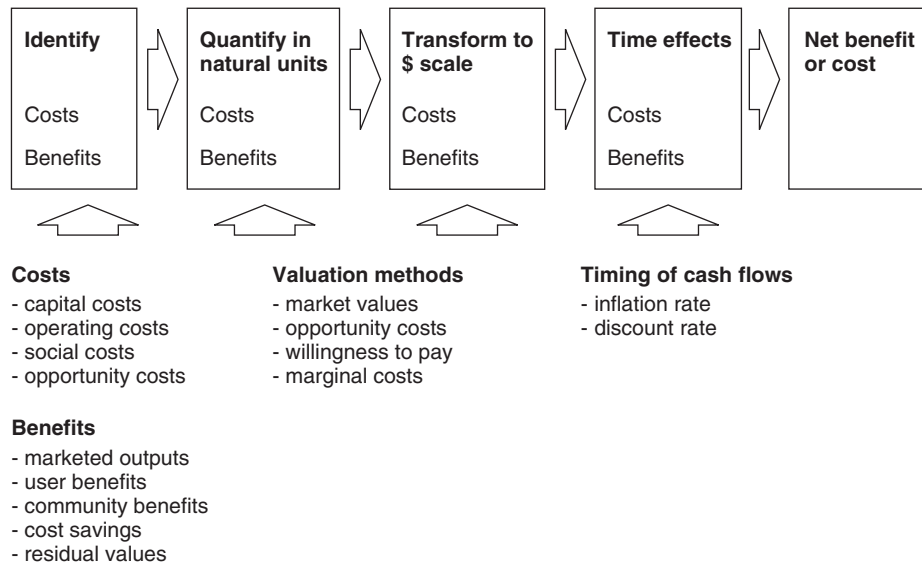 Identify
Costs
Benefits
Quantify in
natural units
Costs
Benefits
Transform to
$ scale
Costs
Benefits
Time effects
Costs
Benefits
Net benefit
or cost
Costs
- capital costs
- operating costs
- social costs
- opportunity costs
Benefits
- marketed outputs
- user benefits
- community benefits
- cost savings
- residual values
Valuation methods
- market values
- opportunity costs
- willingness to pay
- marginal costs
Timing of cash flows
- inflation rate
- discount rate